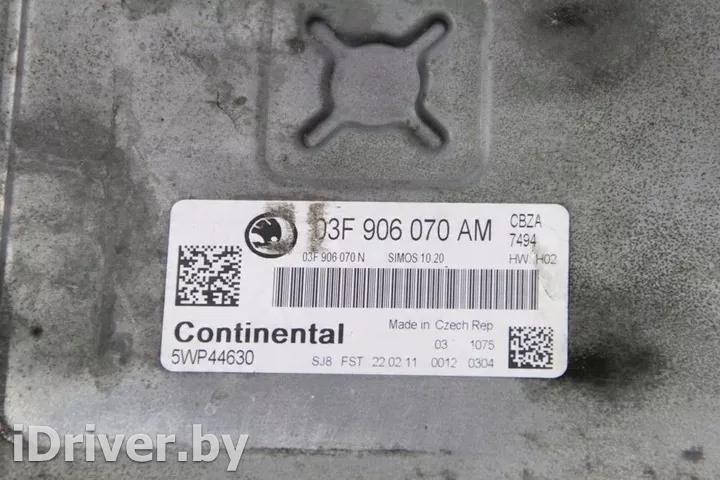 03F 906 070 AM
CBZA
7494
03F 906 070 N SIMOS 10.20 HW H02
Continental
Made in Czech Rep
03 1075
5WP44630
SJ8 FST 22.02.11 0012 0304
iDriver.by